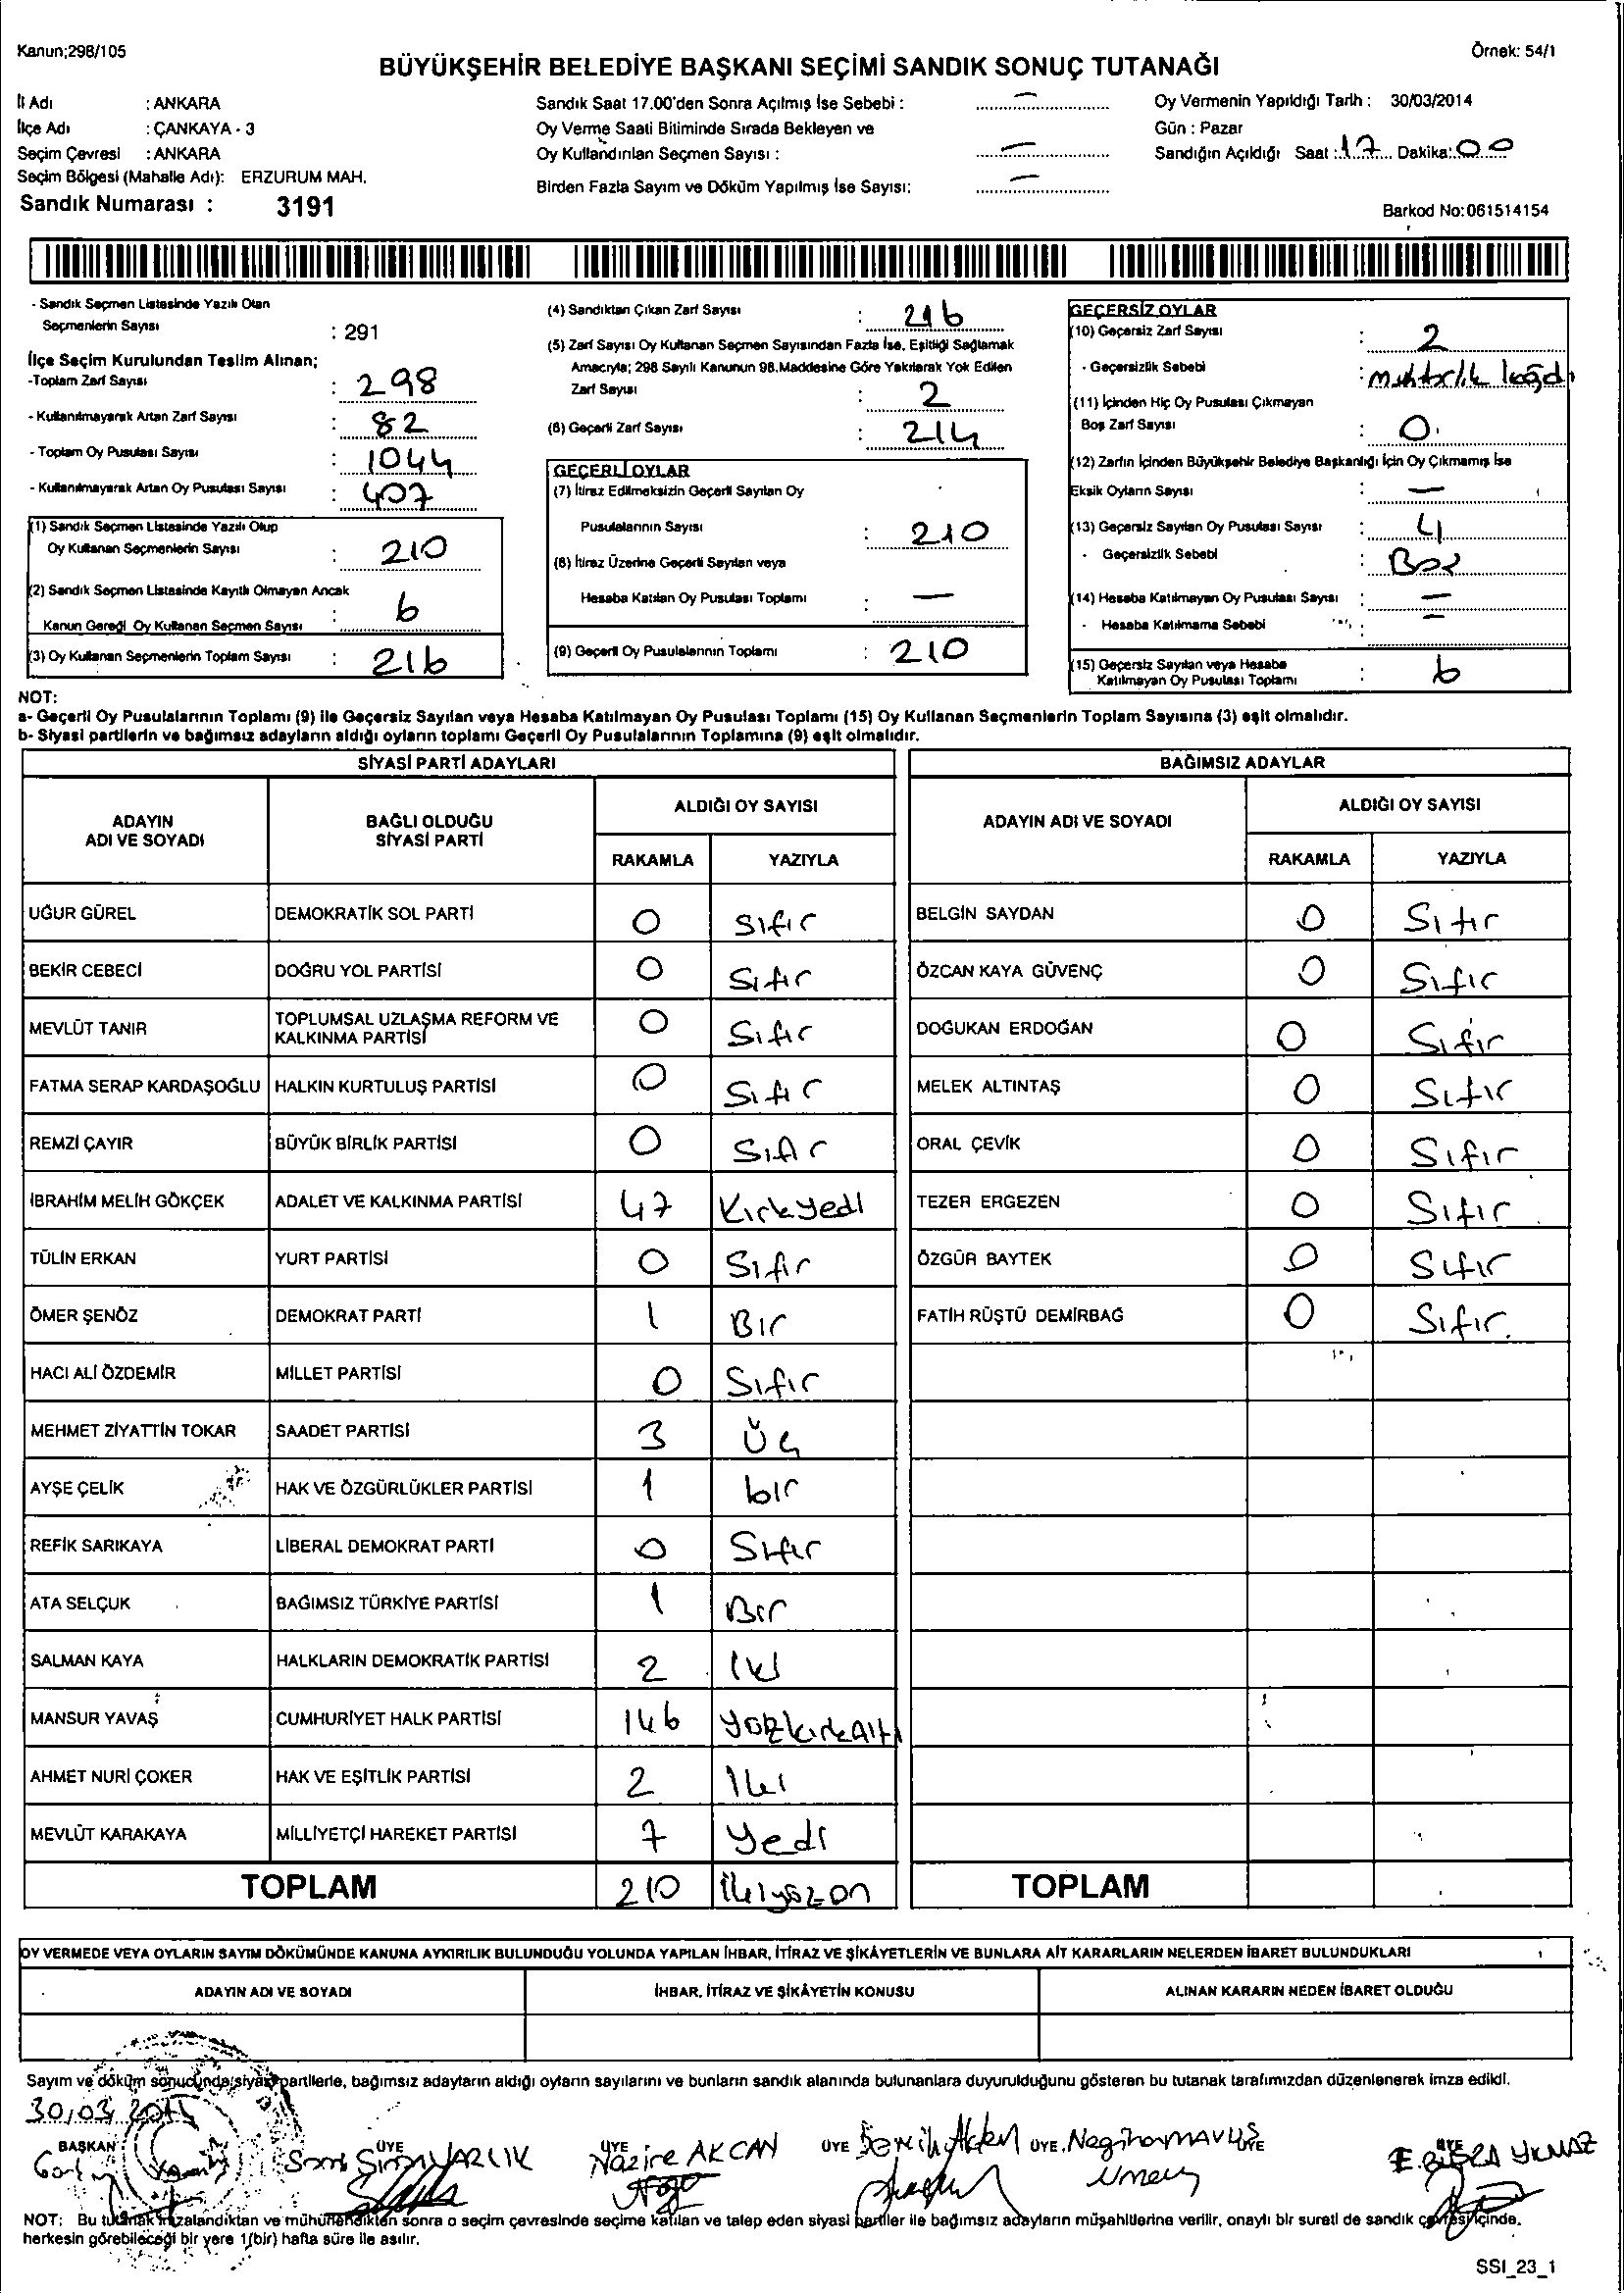 Kanun;298/105
Örnek: 54/1
BÜYÜKŞEHİR BELEDİYE BAŞKANI SEÇİMİ SANDIK SONUÇ TUTANAĞI
İl Adı : ANKARA
İlçe Adı : ÇANKAYA - 3
Seçim Çevresi : ANKARA
Seçim Bölgesi (Mahalle Adı): ERZURUM MAH.
Sandık Numarası : 3191
Sandık Saat 17.00'den Sonra Açılmış İse Sebebi : —
Oy Verme Saati Bitiminde Sırada Bekleyen ve
Oy Kullandırılan Seçmen Sayısı : —
Birden Fazla Sayım ve Döküm Yapılmış İse Sayısı: —
Oy Vermenin Yapıldığı Tarih : 30/03/2014
Gün : Pazar
Sandığın Açıldığı Saat : 17 Dakika: 00
Barkod No:061514154
- Sandık Seçmen Listesinde Yazılı Olan
Seçmenlerin Sayısı : 291
İlçe Seçim Kurulundan Teslim Alınan;
-Toplam Zarf Sayısı : 298
- Kullanılmayarak Artan Zarf Sayısı : 82
- Toplam Oy Pusulası Sayısı : 1044
- Kullanılmayarak Artan Oy Pusulası Sayısı : 407
(1) Sandık Seçmen Listesinde Yazılı Olup
Oy Kullanan Seçmenlerin Sayısı : 210
(2) Sandık Seçmen Listesinde Kayıtlı Olmayan Ancak
Kanun Gereği Oy Kullanan Seçmen Sayısı : 6
(3) Oy Kullanan Seçmenlerin Toplam Sayısı : 216
(4) Sandıktan Çıkan Zarf Sayısı : 216
(5) Zarf Sayısı Oy Kullanan Seçmen Sayısından Fazla İse, Eşitliği Sağlamak
Amacıyla; 298 Sayılı Kanunun 98.Maddesine Göre Yakılarak Yok Edilen
Zarf Sayısı : 2
(6) Geçerli Zarf Sayısı : 214
GEÇERLİ OYLAR
(7) İtiraz Edilmeksizin Geçerli Sayılan Oy
Pusulalarının Sayısı : 210
(8) İtiraz Üzerine Geçerli Sayılan veya
Hesaba Katılan Oy Pusulası Toplamı : —
(9) Geçerli Oy Pusulalarının Toplamı : 210
GEÇERSİZ OYLAR
(10) Geçersiz Zarf Sayısı : 2
- Geçersizlik Sebebi : Muhtarlık kağdı
(11) İçinden Hiç Oy Pusulası Çıkmayan
Boş Zarf Sayısı : 0
(12) Zarfın İçinden Büyükşehir Belediye Başkanlığı İçin Oy Çıkmamış İse
Eksik Oyların Sayısı : —
(13) Geçersiz Sayılan Oy Pusulası Sayısı : 4
- Geçersizlik Sebebi : Boş
(14) Hesaba Katılmayan Oy Pusulası Sayısı : —
- Hesaba Katılmama Sebebi : —
(15) Geçersiz Sayılan veya Hesaba
Katılmayan Oy Pusulası Toplamı : 6
NOT:
a- Geçerli Oy Pusulalarının Toplamı (9) ile Geçersiz Sayılan veya Hesaba Katılmayan Oy Pusulası Toplamı (15) Oy Kullanan Seçmenlerin Toplam Sayısına (3) eşit olmalıdır.
b- Siyasi partilerin ve bağımsız adayların aldığı oyların toplamı Geçerli Oy Pusulalarının Toplamına (9) eşit olmalıdır.
SİYASİ PARTİ ADAYLARI
ADAYIN ADI VE SOYADI BAĞLI OLDUĞU SİYASİ PARTİ ALDIĞI OY SAYISI
RAKAMLA YAZIYLA
UĞUR GÜREL DEMOKRATİK SOL PARTİ 0 Sıfır
BEKİR CEBECİ DOĞRU YOL PARTİSİ 0 Sıfır
MEVLÜT TANIR TOPLUMSAL UZLAŞMA REFORM VE KALKINMA PARTİSİ 0 Sıfır
FATMA SERAP KARDAŞOĞLU HALKIN KURTULUŞ PARTİSİ 0 Sıfır
REMZİ ÇAYIR BÜYÜK BİRLİK PARTİSİ 0 Sıfır
İBRAHİM MELİH GÖKÇEK ADALET VE KALKINMA PARTİSİ 47 Kırkyedi
TÜLİN ERKAN YURT PARTİSİ 0 Sıfır
ÖMER ŞENÖZ DEMOKRAT PARTİ 1 Bir
HACI ALİ ÖZDEMİR MİLLET PARTİSİ 0 Sıfır
MEHMET ZİYATTİN TOKAR SAADET PARTİSİ 3 Üç
AYŞE ÇELİK HAK VE ÖZGÜRLÜKLER PARTİSİ 1 bir
REFİK SARIKAYA LİBERAL DEMOKRAT PARTİ 0 Sıfır
ATA SELÇUK BAĞIMSIZ TÜRKİYE PARTİSİ 1 Bir
SALMAN KAYA HALKLARIN DEMOKRATİK PARTİSİ 2 İki
MANSUR YAVAŞ CUMHURİYET HALK PARTİSİ 146 Yüzkırkaltı
AHMET NURİ ÇOKER HAK VE EŞİTLİK PARTİSİ 2 İki
MEVLÜT KARAKAYA MİLLİYETÇİ HAREKET PARTİSİ 7 Yedi
TOPLAM 210 İkiyüzon
BAĞIMSIZ ADAYLAR
ADAYIN ADI VE SOYADI ALDIĞI OY SAYISI
RAKAMLA YAZIYLA
BELGİN SAYDAN 0 Sıfır
ÖZCAN KAYA GÜVENÇ 0 Sıfır
DOĞUKAN ERDOĞAN 0 Sıfır
MELEK ALTINTAŞ 0 Sıfır
ORAL ÇEVİK 0 Sıfır
TEZER ERGEZEN 0 Sıfır
ÖZGÜR BAYTEK 0 Sıfır
FATİH RÜŞTÜ DEMİRBAĞ 0 Sıfır
TOPLAM
OY VERMEDE VEYA OYLARIN SAYIM DÖKÜMÜNDE KANUNA AYKIRILIK BULUNDUĞU YOLUNDA YAPILAN İHBAR, İTİRAZ VE ŞİKÂYETLERİN VE BUNLARA AİT KARARLARIN NELERDEN İBARET BULUNDUKLARI
ADAYIN ADI VE SOYADI İHBAR, İTİRAZ VE ŞİKÂYETİN KONUSU ALINAN KARARIN NEDEN İBARET OLDUĞU
Sayım ve döküm sonucunda siyasi partilerle, bağımsız adayların aldığı oyların sayılarını ve bunların sandık alanında bulunanlara duyurulduğunu gösteren bu tutanak tarafımızdan düzenlenerek imza edildi.
30/03/2014
BAŞKAN ÜYE ÜYE Nazire AKCAN ÜYE ÜYE ÜYE E. BÜŞRA YILMAZ
NOT: Bu tutanak imzalandıktan ve mühürlendikten sonra o seçim çevresinde seçime katılan ve talep eden siyasi partiler ile bağımsız adayların müşahitlerine verilir, onaylı bir sureti de sandık çevresi içinde,
herkesin görebileceği bir yere 1(bir) hafta süre ile asılır.
SSI_23_1